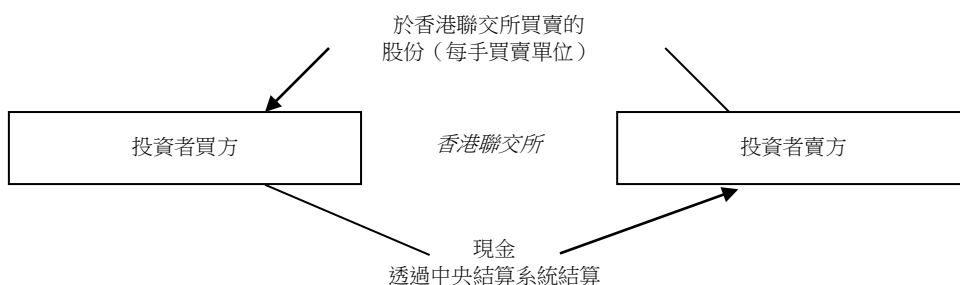 於香港聯交所買賣的
股份（每手買賣單位）
投資者買方
香港聯交所
投資者賣方
現金
透過中央結算系統結算